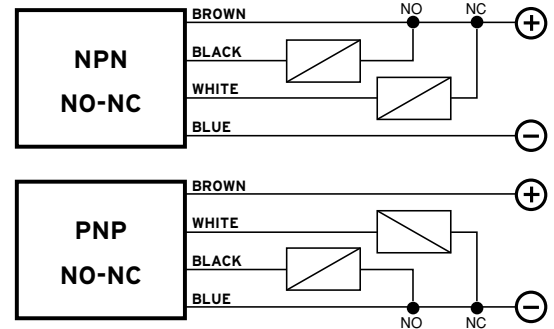 NO NC
BROWN
+
BLACK
NPN
WHITE
NO-NC
BLUE
−
BROWN
+
WHITE
PNP
BLACK
NO-NC
BLUE
−
NO NC